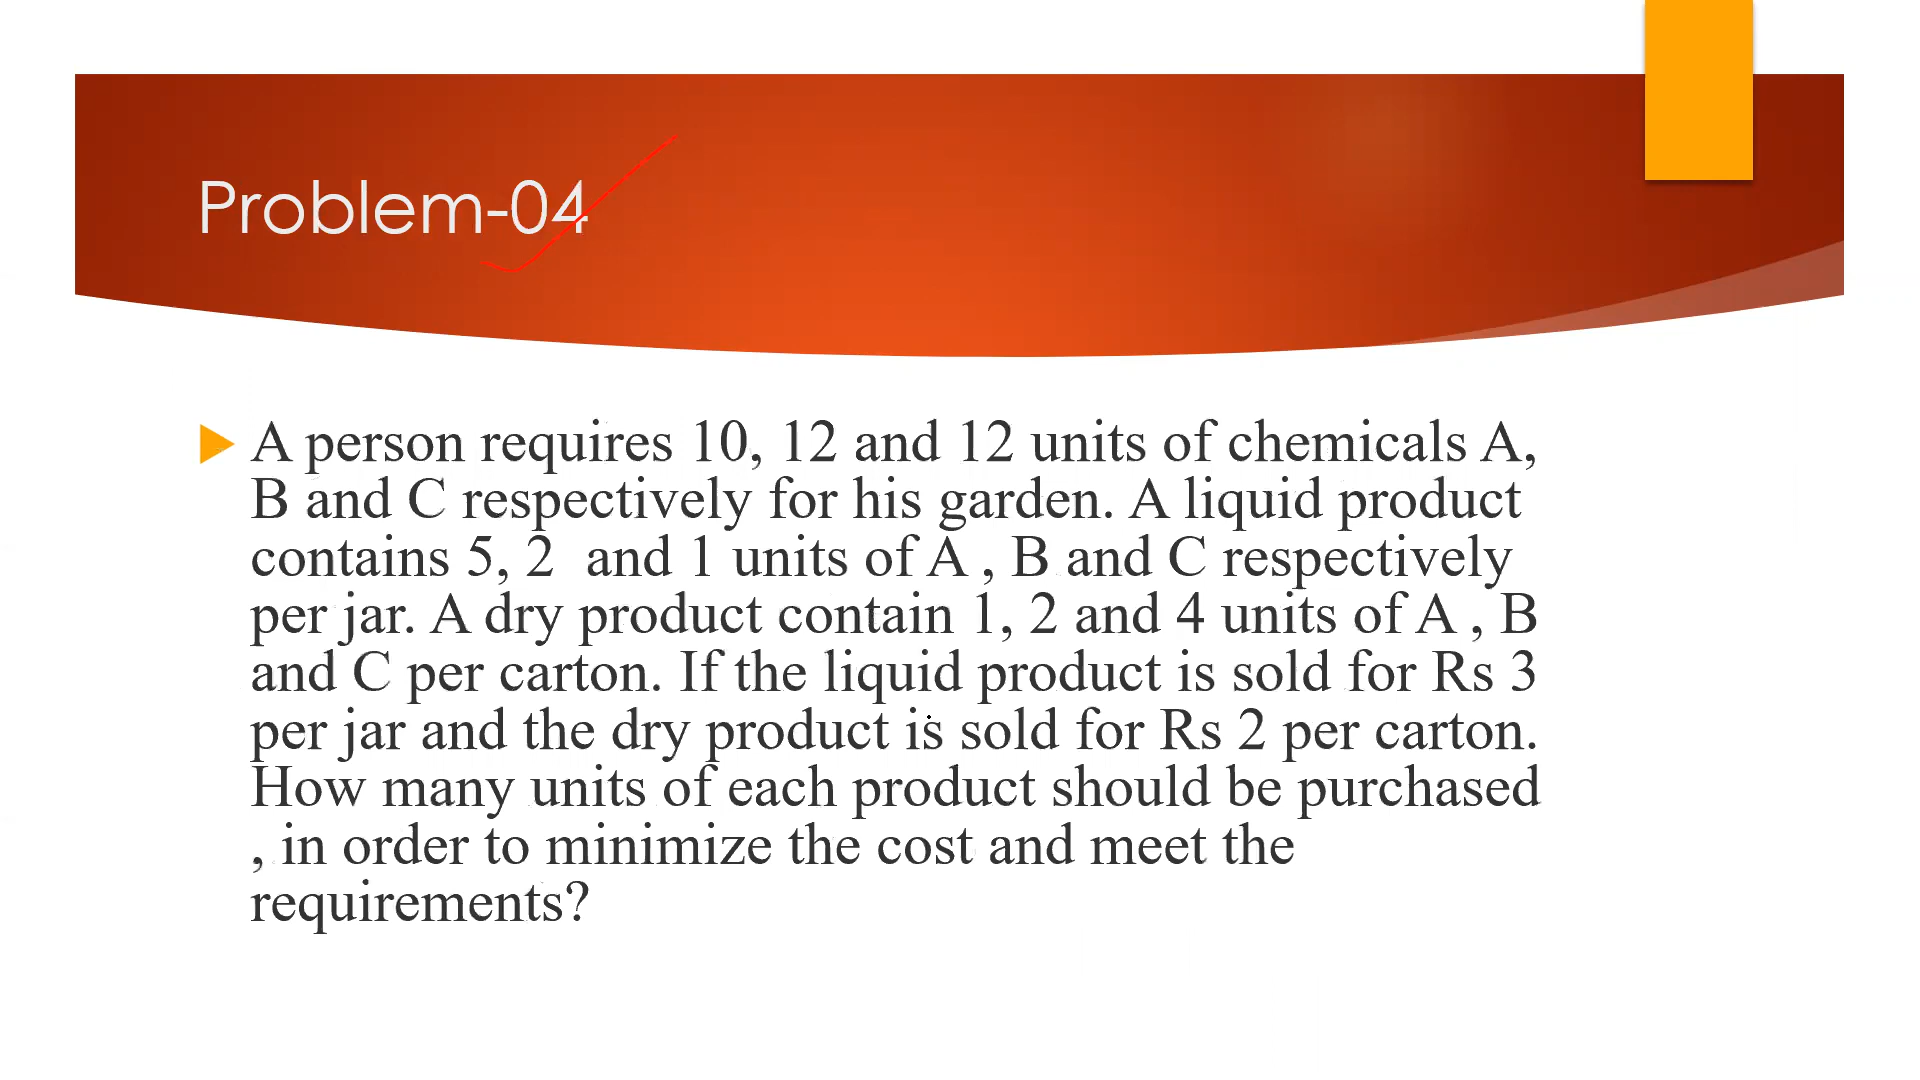 Problem-04
A person requires 10, 12 and 12 units of chemicals A,
B and C respectively for his garden. A liquid product
contains 5, 2  and 1 units of A , B and C respectively
per jar. A dry product contain 1, 2 and 4 units of A , B
and C per carton. If the liquid product is sold for Rs 3
per jar and the dry product is sold for Rs 2 per carton.
How many units of each product should be purchased
, in order to minimize the cost and meet the
requirements?